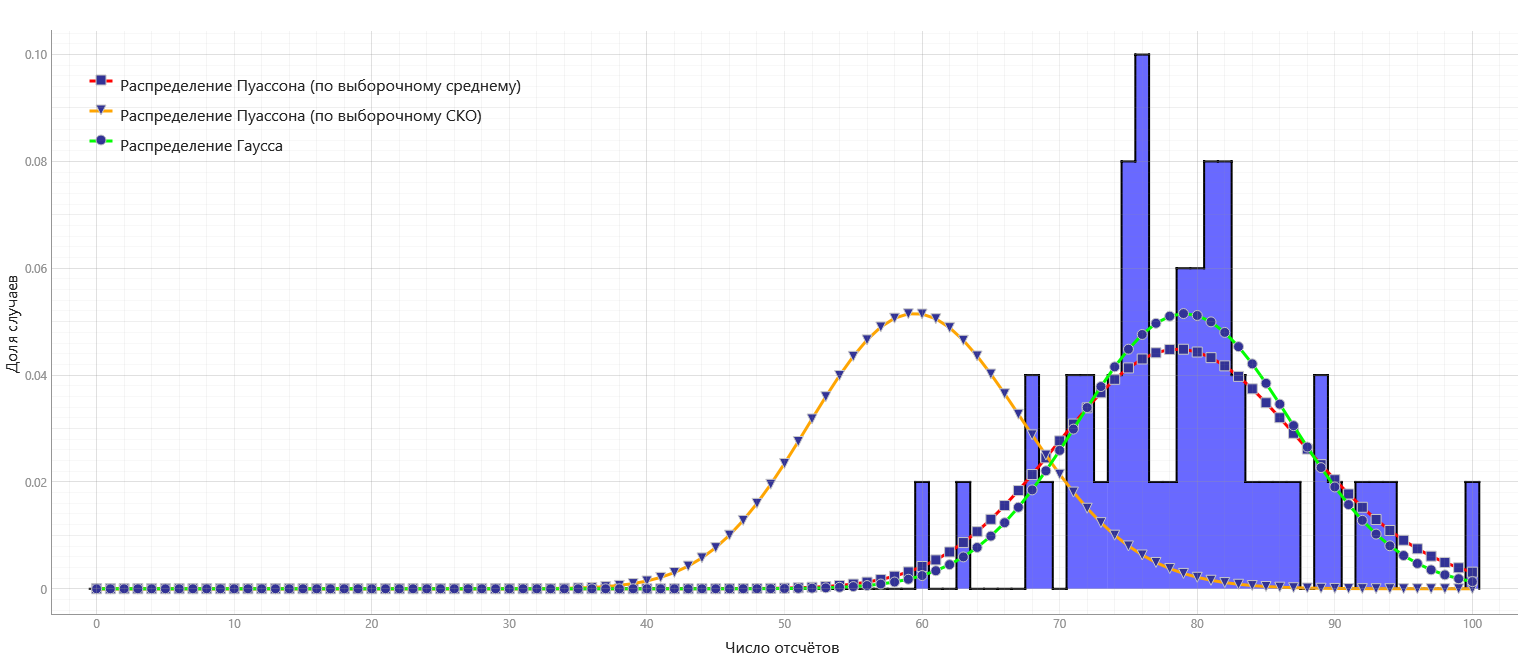 0.10
Распределение Пуассона (по выборочному среднему)
Распределение Пуассона (по выборочному СКО)
Распределение Гаусса
0.08
0.06
0.04
0.02
0
Доля случаев
0 10 20 30 40 50 60 70 80 90 100
Число отсчётов